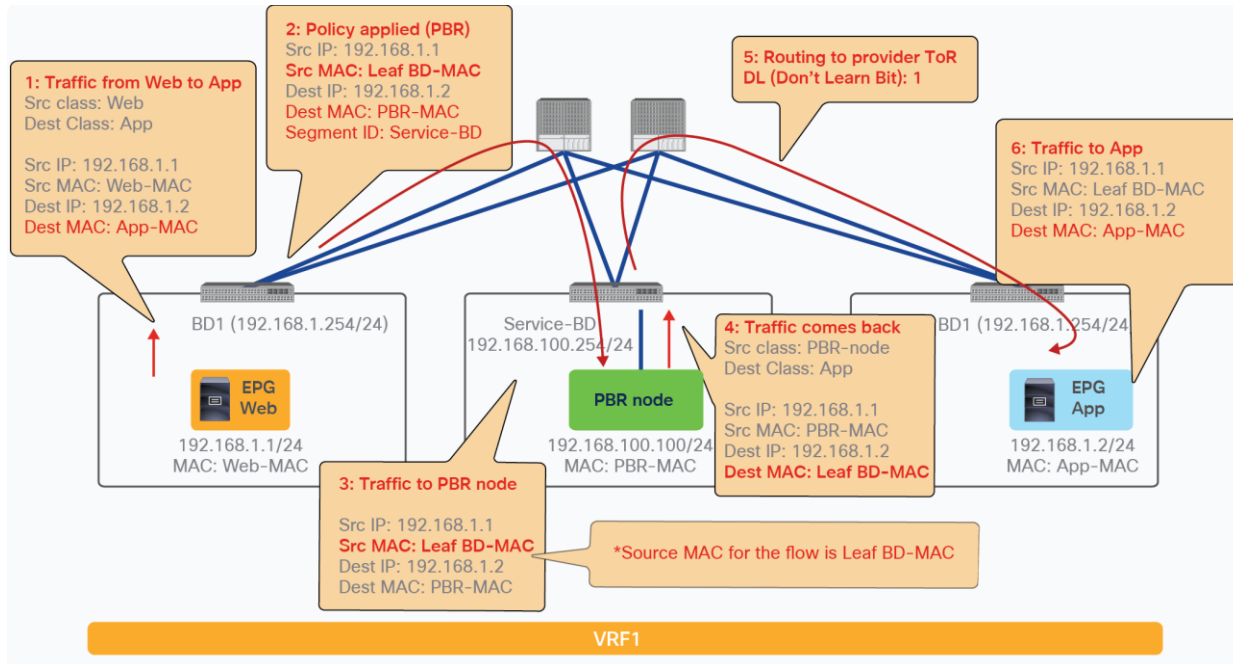 1: Traffic from Web to App
Src class: Web
Dest Class: App
Src IP: 192.168.1.1
Src MAC: Web-MAC
Dest IP: 192.168.1.2
Dest MAC: App-MAC
2: Policy applied (PBR)
Src IP: 192.168.1.1
Src MAC: Leaf BD-MAC
Dest IP: 192.168.1.2
Dest MAC: PBR-MAC
Segment ID: Service-BD
5: Routing to provider ToR
DL (Don't Learn Bit): 1
6: Traffic to App
Src IP: 192.168.1.1
Src MAC: Leaf BD-MAC
Dest IP: 192.168.1.2
Dest MAC: App-MAC
BD1 (192.168.1.254/24)
EPG
Web
192.168.1.1/24
MAC: Web-MAC
Service-BD
192.168.100.254/24
PBR node
192.168.100.100/24
MAC: PBR-MAC
4: Traffic comes back
Src class: PBR-node
Dest Class: App
Src IP: 192.168.1.1
Src MAC: PBR-MAC
Dest IP: 192.168.1.2
Dest MAC: Leaf BD-MAC
BD1 (192.168.1.254/24)
EPG
App
192.168.1.2/24
MAC: App-MAC
3: Traffic to PBR node
Src IP: 192.168.1.1
Src MAC: Leaf BD-MAC
Dest IP: 192.168.1.2
Dest MAC: PBR-MAC
*Source MAC for the flow is Leaf BD-MAC
VRF1